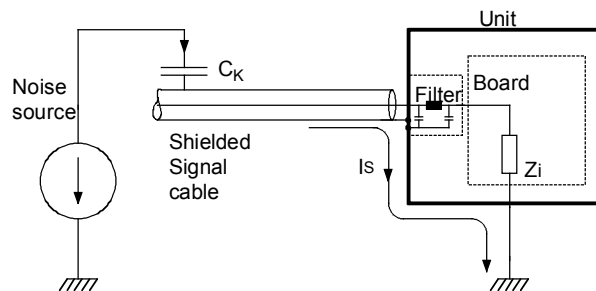 Unit
C_K
Board
Filter
Noise
source
Shielded
Signal
cable
Is
Zi